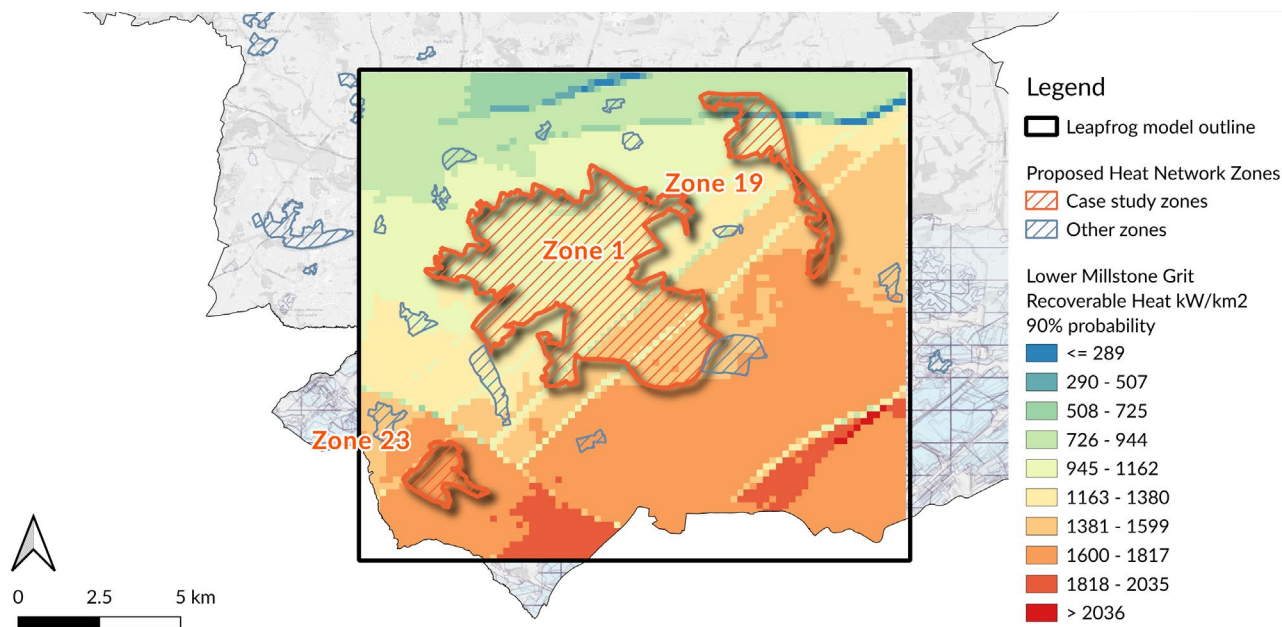 Zone 19
Zone 1
Zone 23
0 2.5 5 km
Legend
Leapfrog model outline
Proposed Heat Network Zones
Case study zones
Other zones
Lower Millstone Grit
Recoverable Heat kW/km2
90% probability
<= 289
290 - 507
508 - 725
726 - 944
945 - 1162
1163 - 1380
1381 - 1599
1600 - 1817
1818 - 2035
> 2036